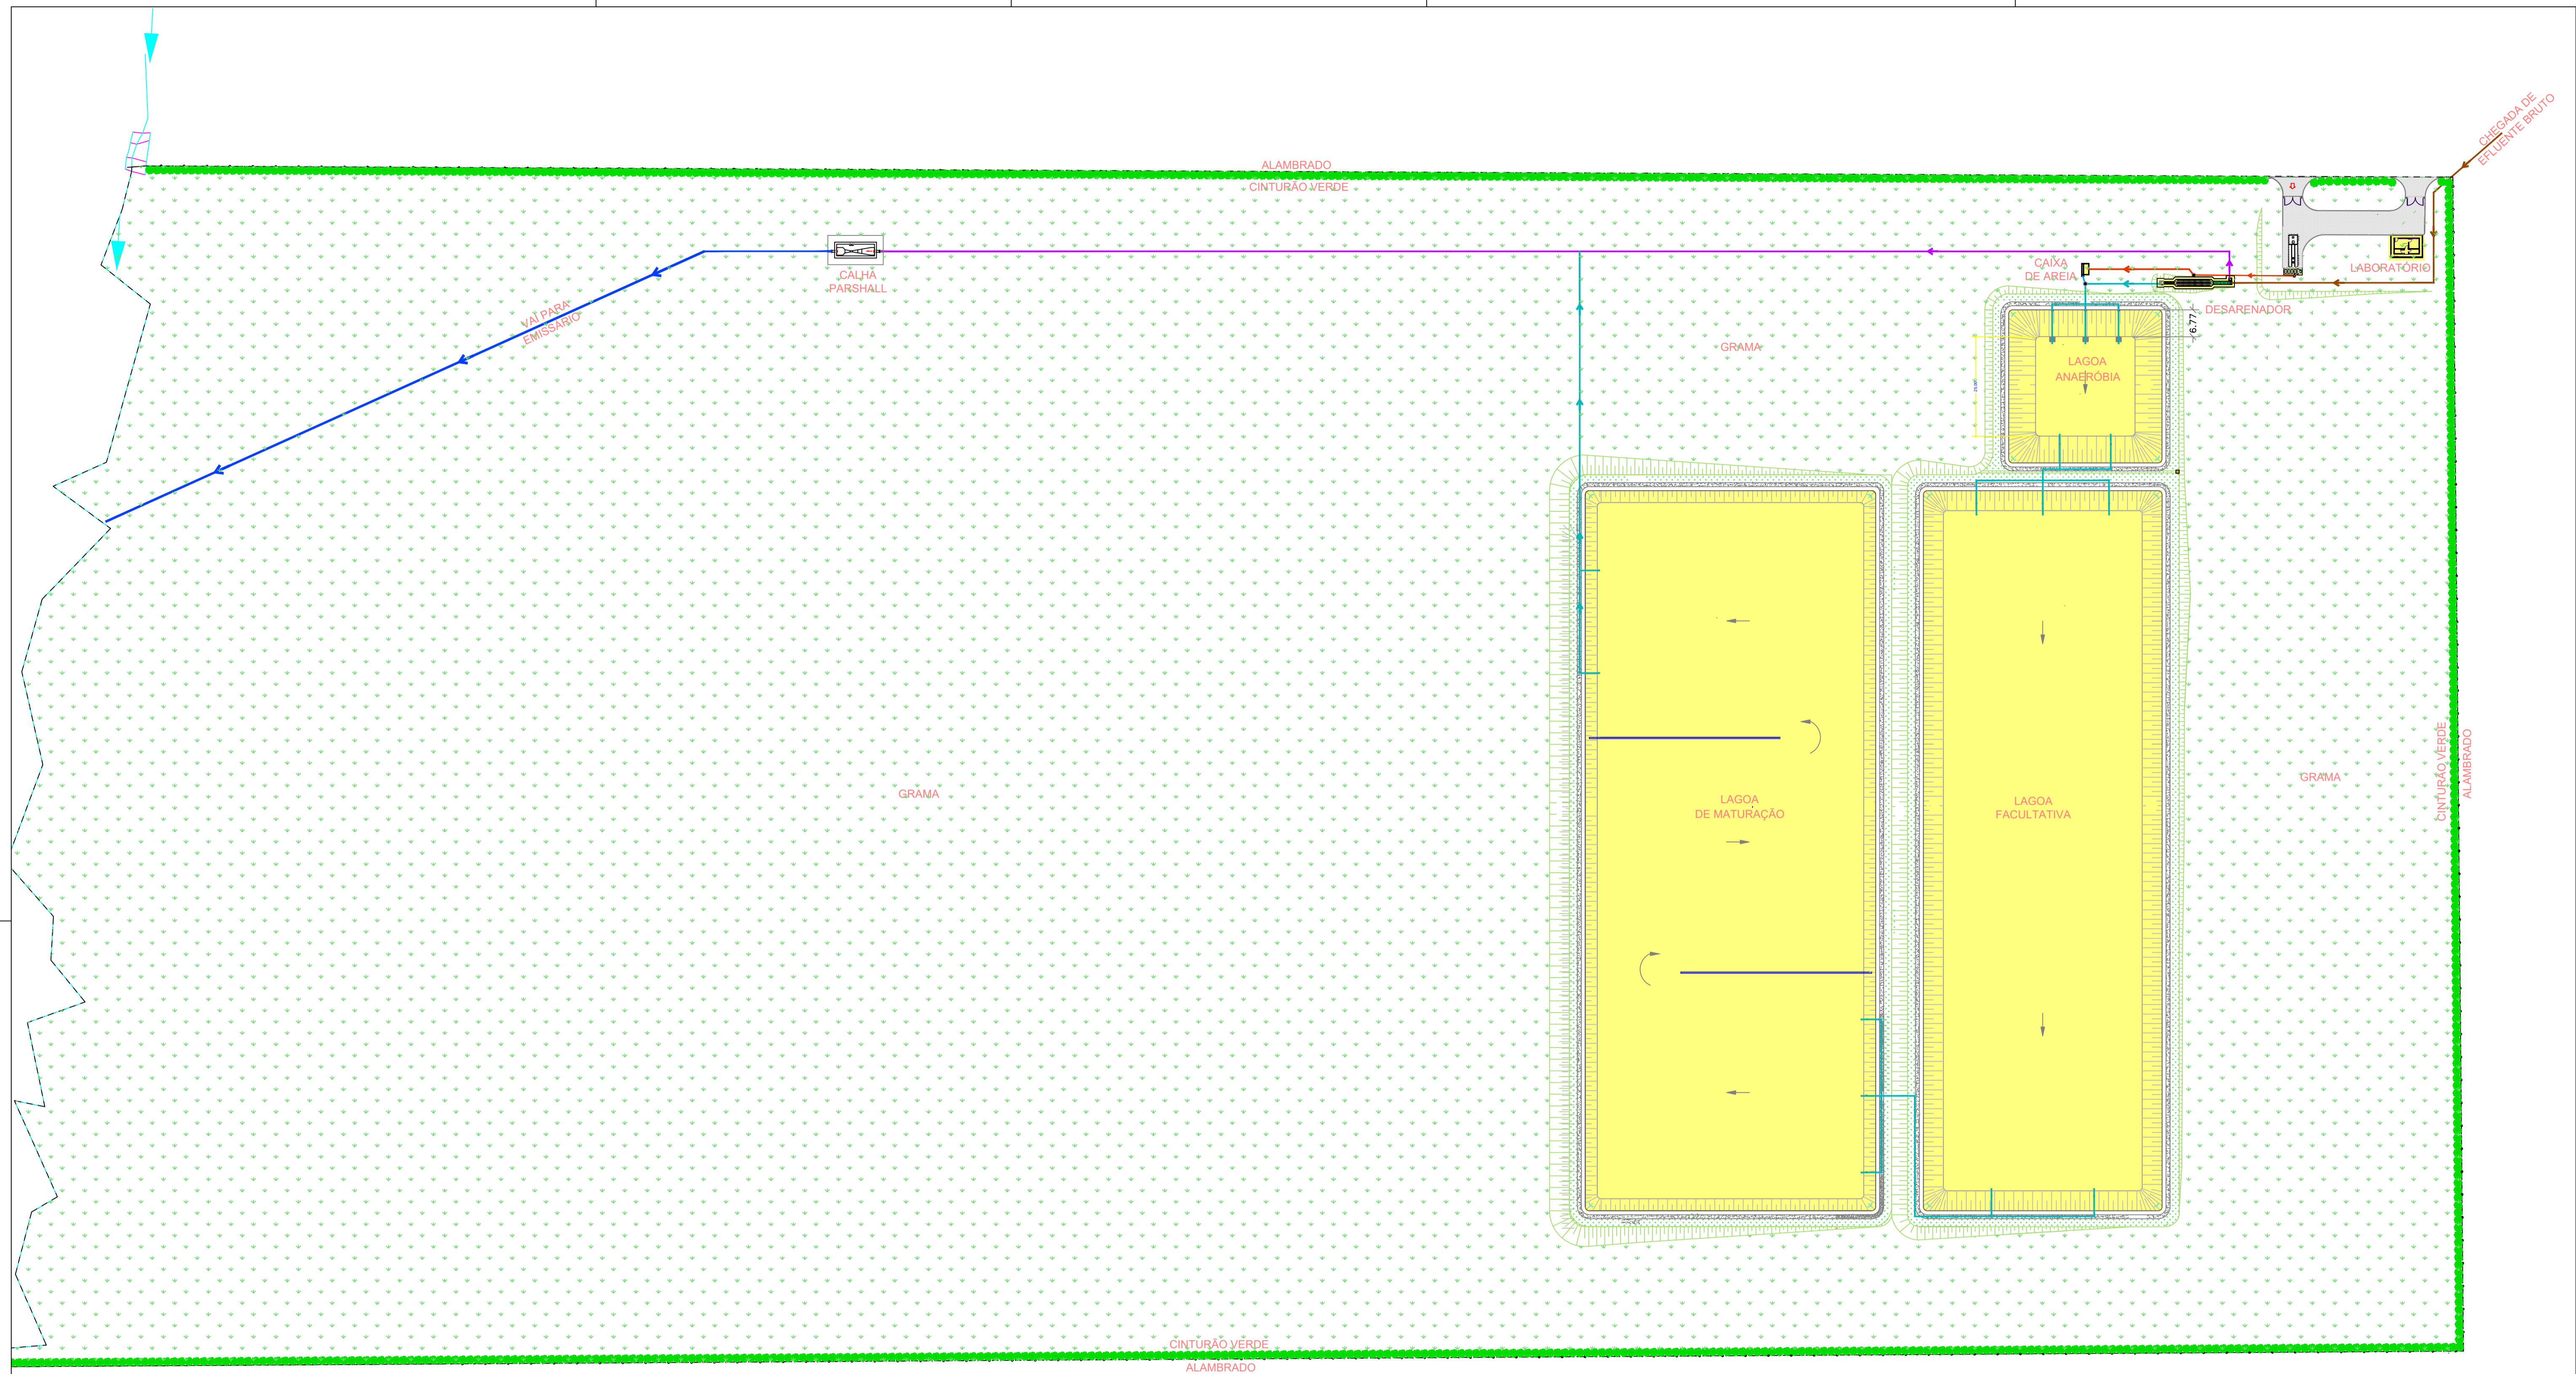 CHEGADA DE
EFLUENTE BRUTO
ALAMBRADO
CINTURÃO VERDE
CALHA
PARSHALL
CAIXA
DE AREIA
LABORATÓRIO
DESARENADOR
6.77
VAI PARA
EMISSÁRIO
GRAMA
LAGOA
ANAERÓBIA
CINTURÃO VERDE
ALAMBRADO
GRAMA
GRAMA
LAGOA
DE MATURAÇÃO
LAGOA
FACULTATIVA
CINTURÃO VERDE
ALAMBRADO